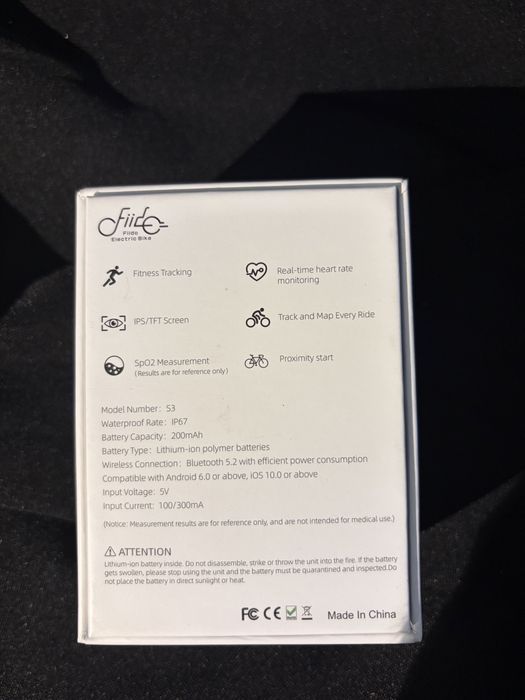 Fiido
Fiido
Electric Bike
Fitness Tracking
Real-time heart rate
monitoring
IPS/TFT Screen
Track and Map Every Ride
SpO2 Measurement
(Results are for reference only)
Proximity start
Model Number: S3
Waterproof Rate: IP67
Battery Capacity: 200mAh
Battery Type: Lithium-ion polymer batteries
Wireless Connection: Bluetooth 5.2 with efficient power consumption
Compatible with Android 6.0 or above, iOS 10.0 or above
Input Voltage: 5V
Input Current: 100/300mA
(Notice: Measurement results are for reference only, and are not intended for medical use.)
ATTENTION
Lithium-ion battery inside. Do not disassemble, strike or throw the unit into the fire. If the battery
gets swollen, please stop using the unit and the battery must be quarantined and inspected.Do
not place the battery in direct sunlight or heat.
FC CE Made In China